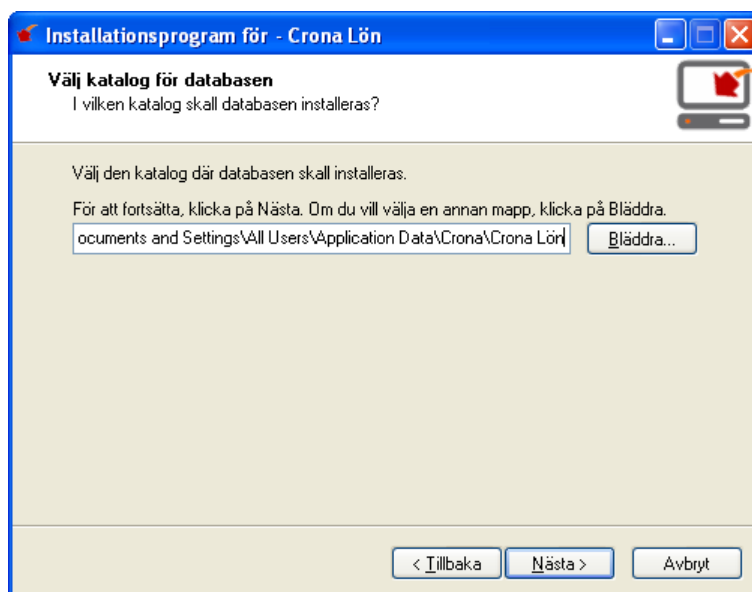 Installationsprogram för - Crona Lön
Välj katalog för databasen
I vilken katalog skall databasen installeras?
Välj den katalog där databasen skall installeras.
För att fortsätta, klicka på Nästa. Om du vill välja en annan mapp, klicka på Bläddra.
ocuments and Settings\All Users\Application Data\Crona\Crona Lön
Bläddra...
< Tillbaka
Nästa >
Avbryt